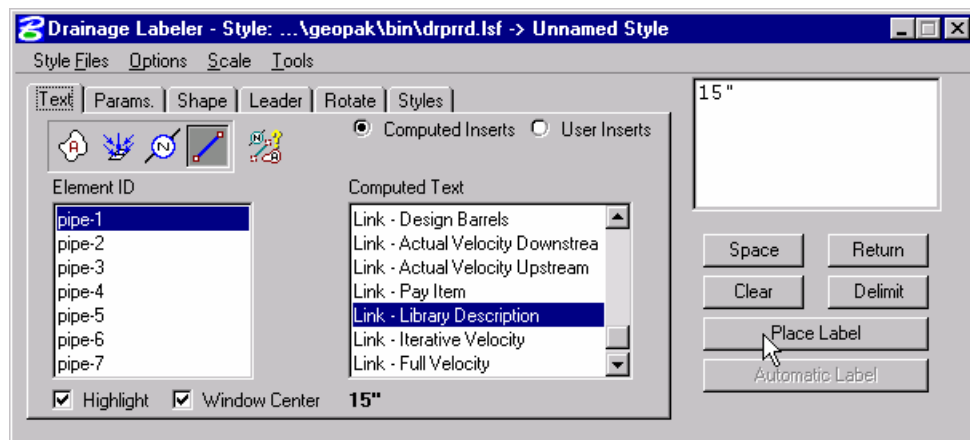 Drainage Labeler - Style: ...\geopak\bin\drprrd.lsf -> Unnamed Style
Style Files Options Scale Tools
Text Params. Shape Leader Rotate Styles
Computed Inserts User Inserts
Element ID
pipe-1
pipe-2
pipe-3
pipe-4
pipe-5
pipe-6
pipe-7
Computed Text
Link - Design Barrels
Link - Actual Velocity Downstrea
Link - Actual Velocity Upstream
Link - Pay Item
Link - Library Description
Link - Iterative Velocity
Link - Full Velocity
Highlight Window Center 15"
15"
Space Return
Clear Delimit
Place Label
Automatic Label